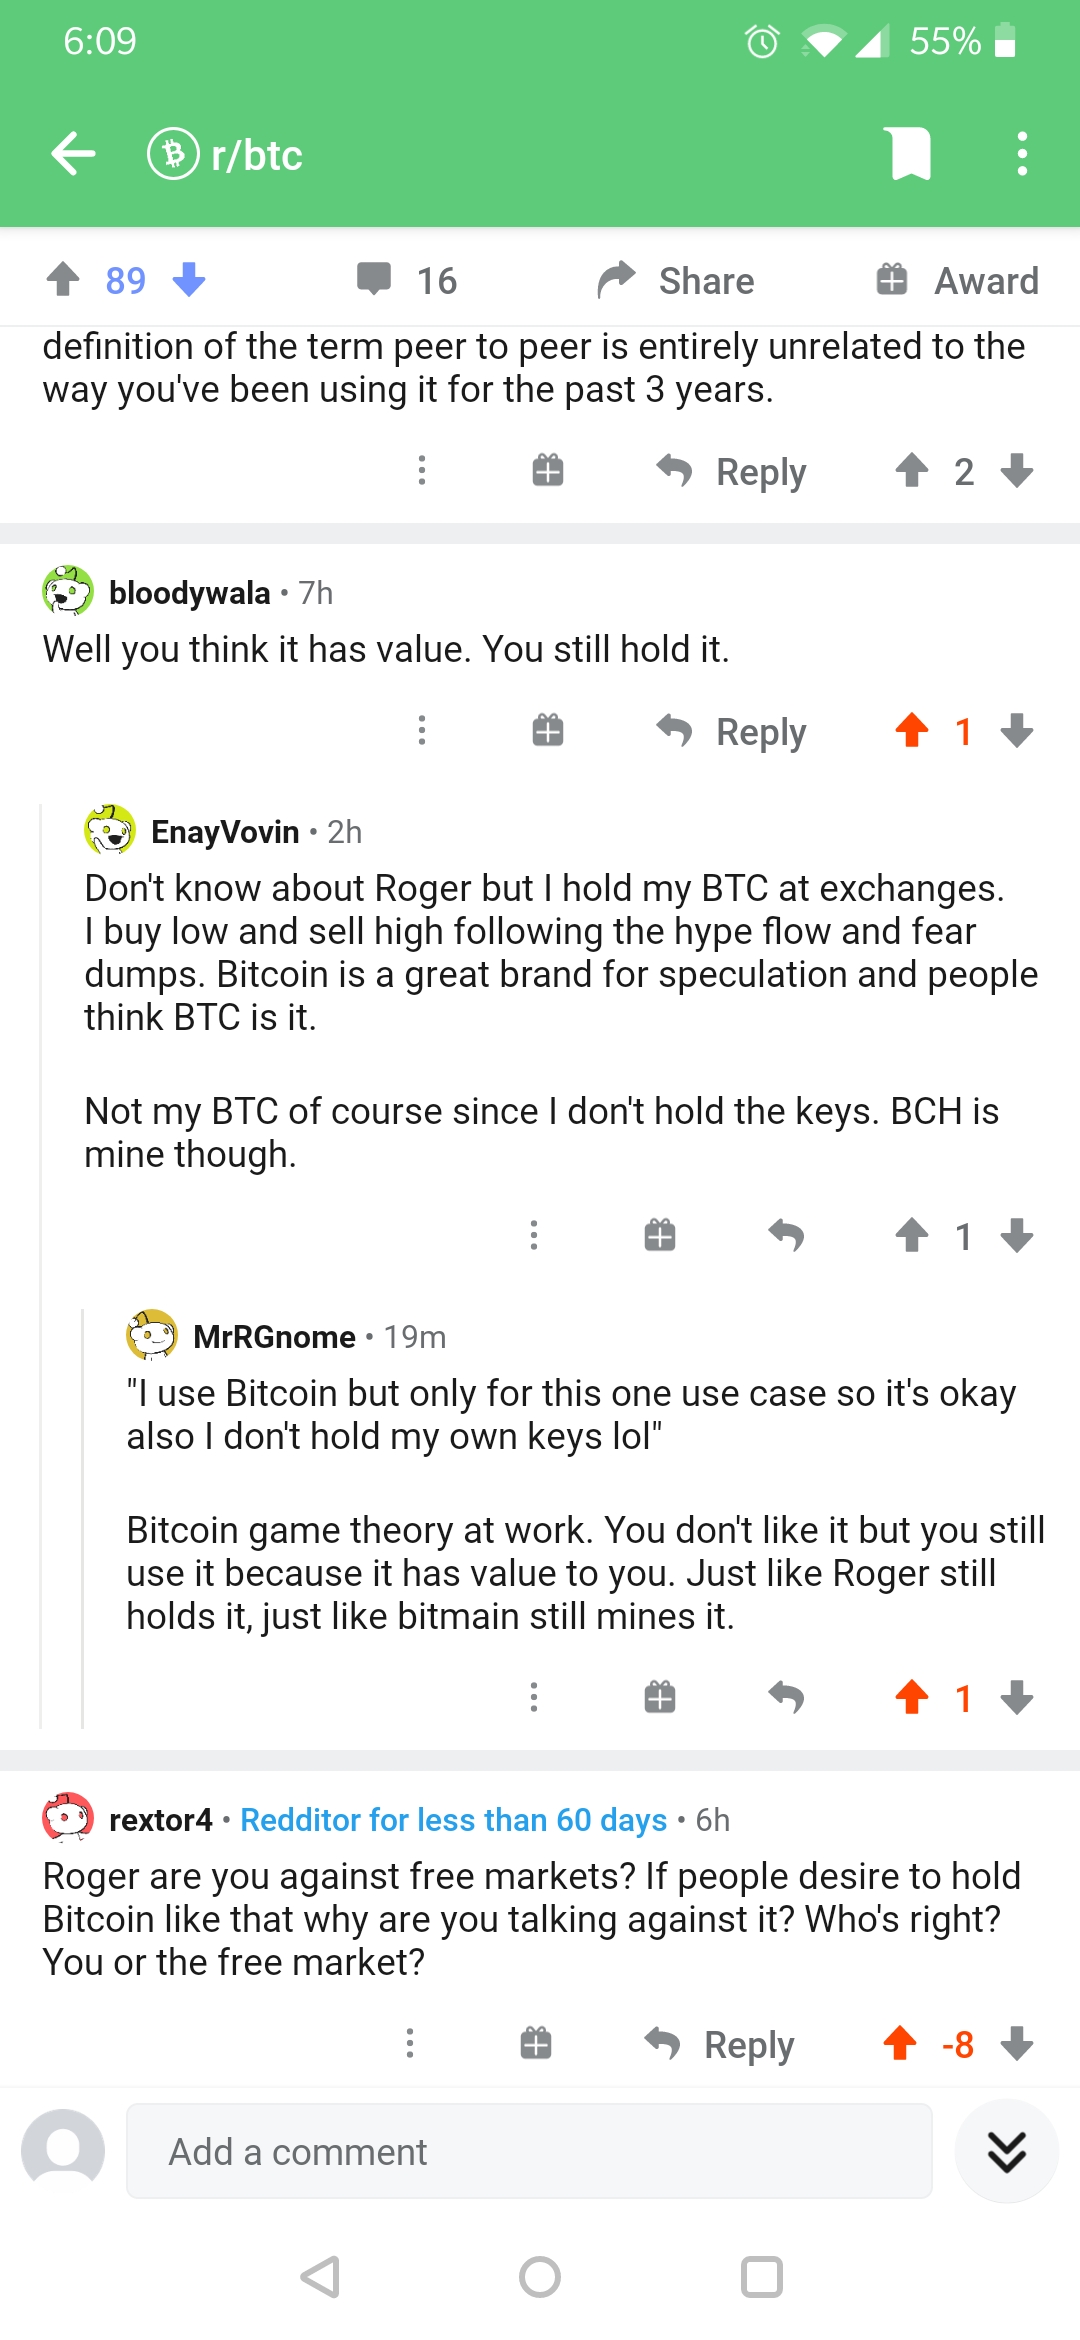 6:09
55%
r/btc
89
16
Share
Award
definition of the term peer to peer is entirely unrelated to the
way you've been using it for the past 3 years.
Reply
2
bloodywala • 7h
Well you think it has value. You still hold it.
Reply
1
EnayVovin • 2h
Don't know about Roger but I hold my BTC at exchanges.
I buy low and sell high following the hype flow and fear
dumps. Bitcoin is a great brand for speculation and people
think BTC is it.
Not my BTC of course since I don't hold the keys. BCH is
mine though.
1
MrRGnome • 19m
"I use Bitcoin but only for this one use case so it's okay
also I don't hold my own keys lol"
Bitcoin game theory at work. You don't like it but you still
use it because it has value to you. Just like Roger still
holds it, just like bitmain still mines it.
1
rextor4 • Redditor for less than 60 days • 6h
Roger are you against free markets? If people desire to hold
Bitcoin like that why are you talking against it? Who's right?
You or the free market?
Reply
-8
Add a comment